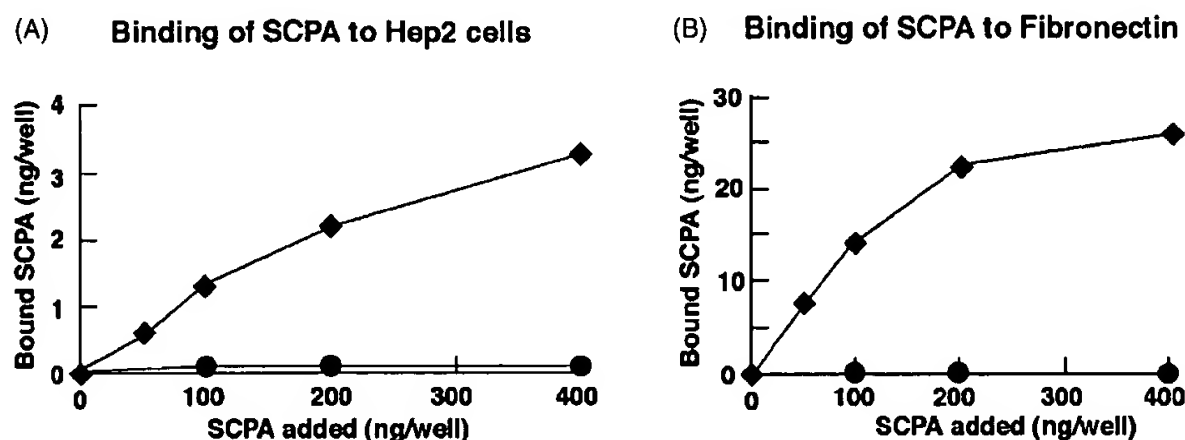 (A) Binding of SCPA to Hep2 cells
Bound SCPA (ng/well)
4
3
2
1
0
0 100 200 300 400
SCPA added (ng/well)
(B) Binding of SCPA to Fibronectin
Bound SCPA (ng/well)
30
20
10
0
0 100 200 300 400
SCPA added (ng/well)